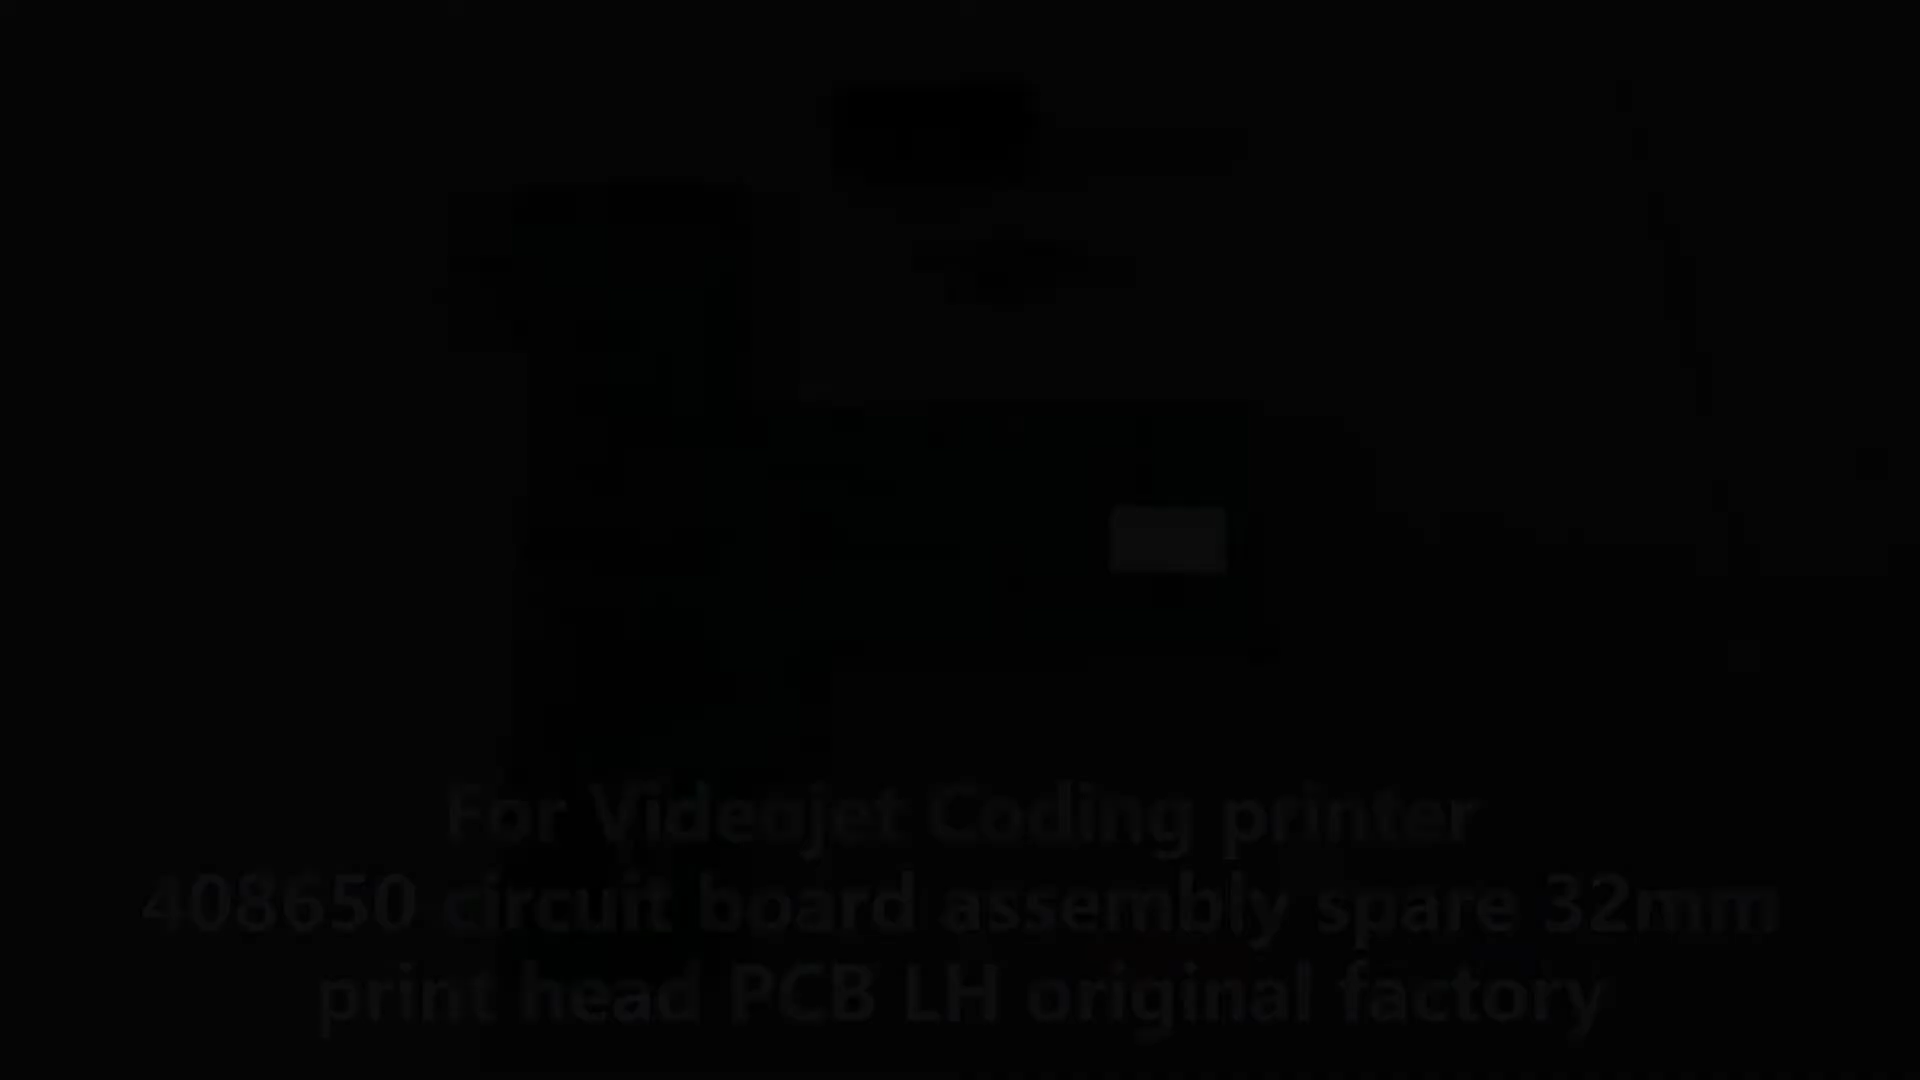 For Videojet Coding printer
408650 circuit board assembly spare 32mm
print head PCB LH original factory